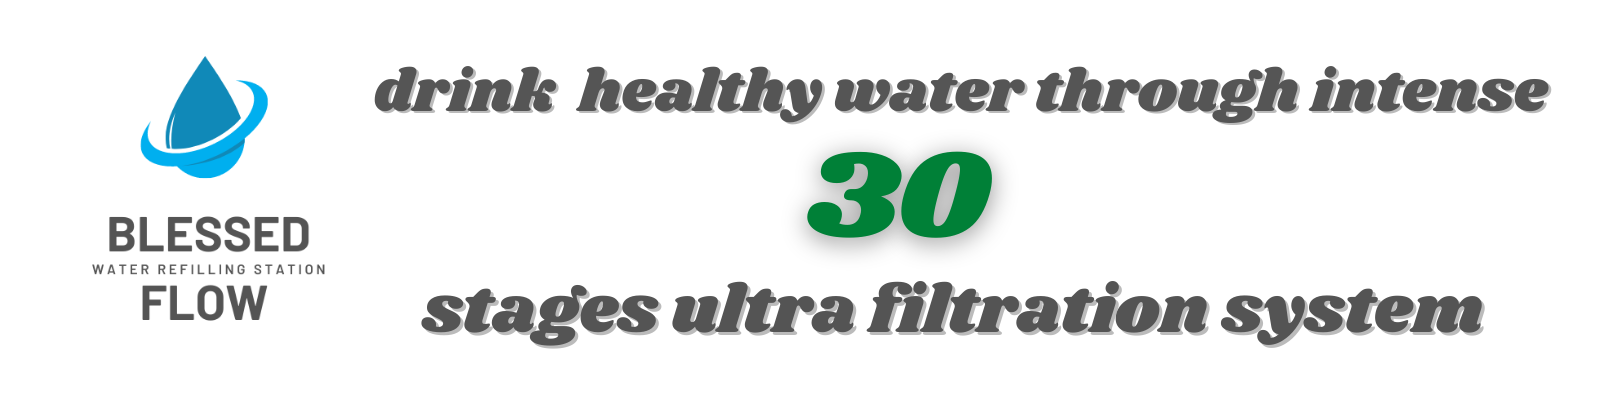 BLESSED
WATER REFILLING STATION
FLOW
drink healthy water through intense
30
stages ultra filtration system